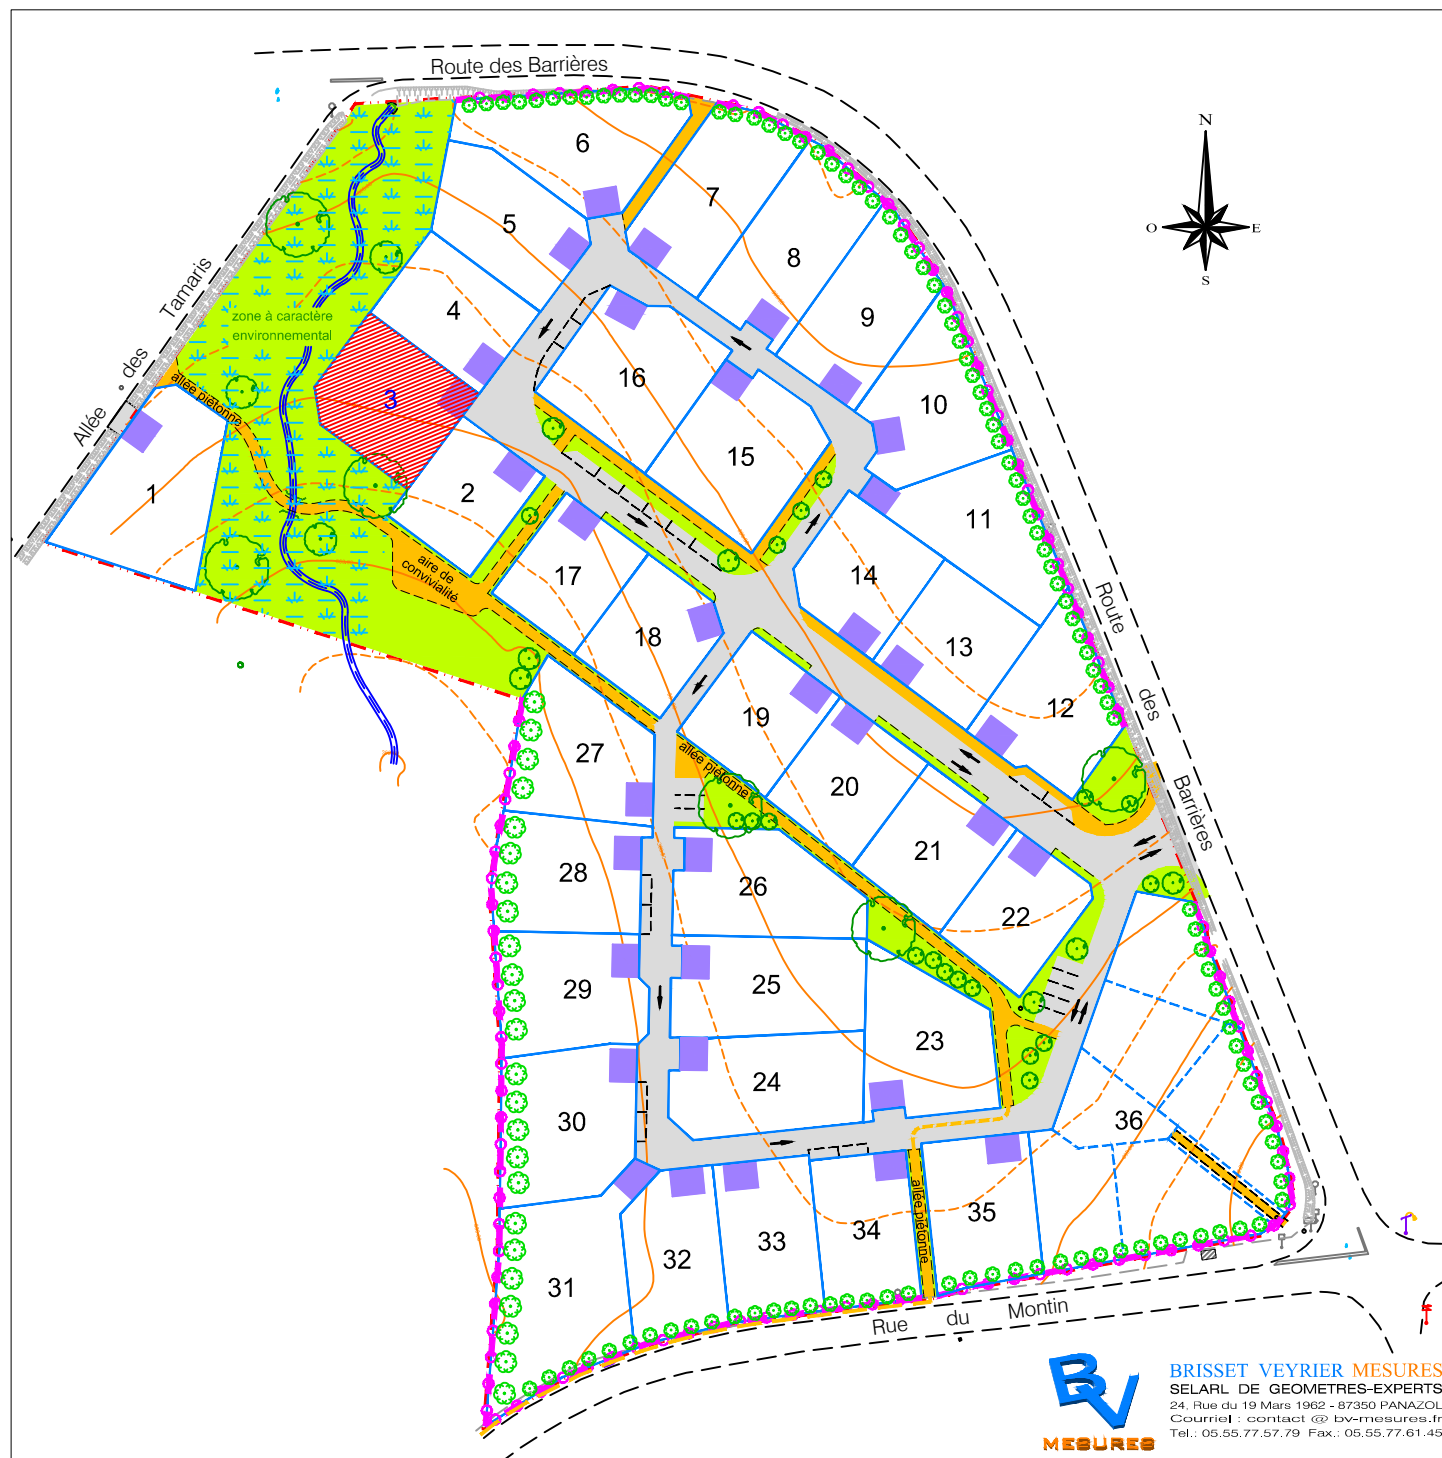 Route des Barrières
N
O
E
S
6
7
5
8
Tamaris
zone à caractère
environnemental
4
9
des
16
allée piétonne
3
10
Allée
15
1
2
11
aire de
convivialité
17
14
Route
18
13
des
12
19
27
allée piétonne
20
Barrières
21
28
26
22
29
25
23
24
30
36
allée piétonne
35
34
33
32
31
Rue du Montin
BV
MESURES
BRISSET VEYRIER MESURES
SELARL DE GEOMETRES-EXPERTS
24, Rue du 19 Mars 1962 - 87350 PANAZOL
Courriel : contact @ bv-mesures.fr
Tel.: 05.55.77.57.79 Fax.: 05.55.77.61.45